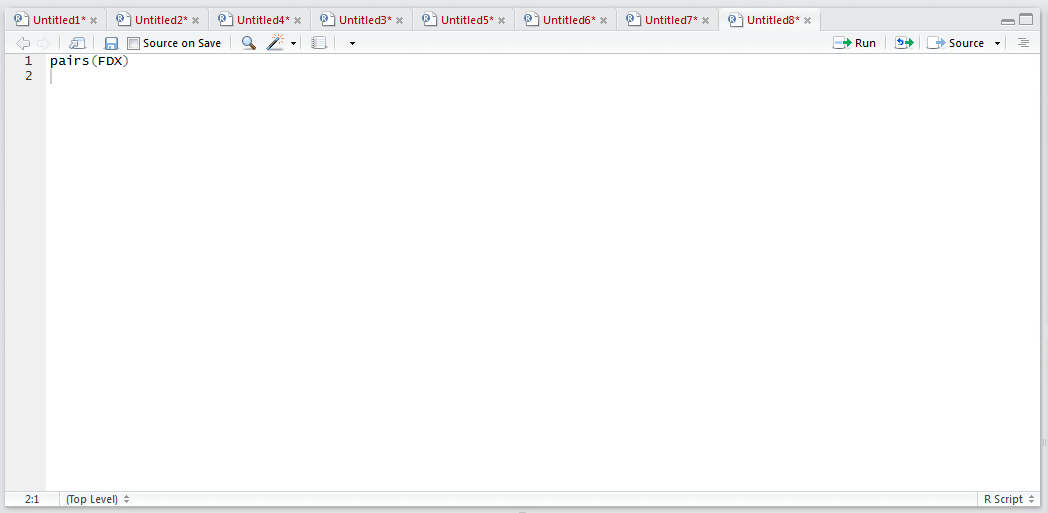 Untitled1* Untitled2* Untitled4* Untitled3* Untitled5* Untitled6* Untitled7* Untitled8*
Source on Save Run Source
1 pairs(FDX)
2
2:1 (Top Level) R Script